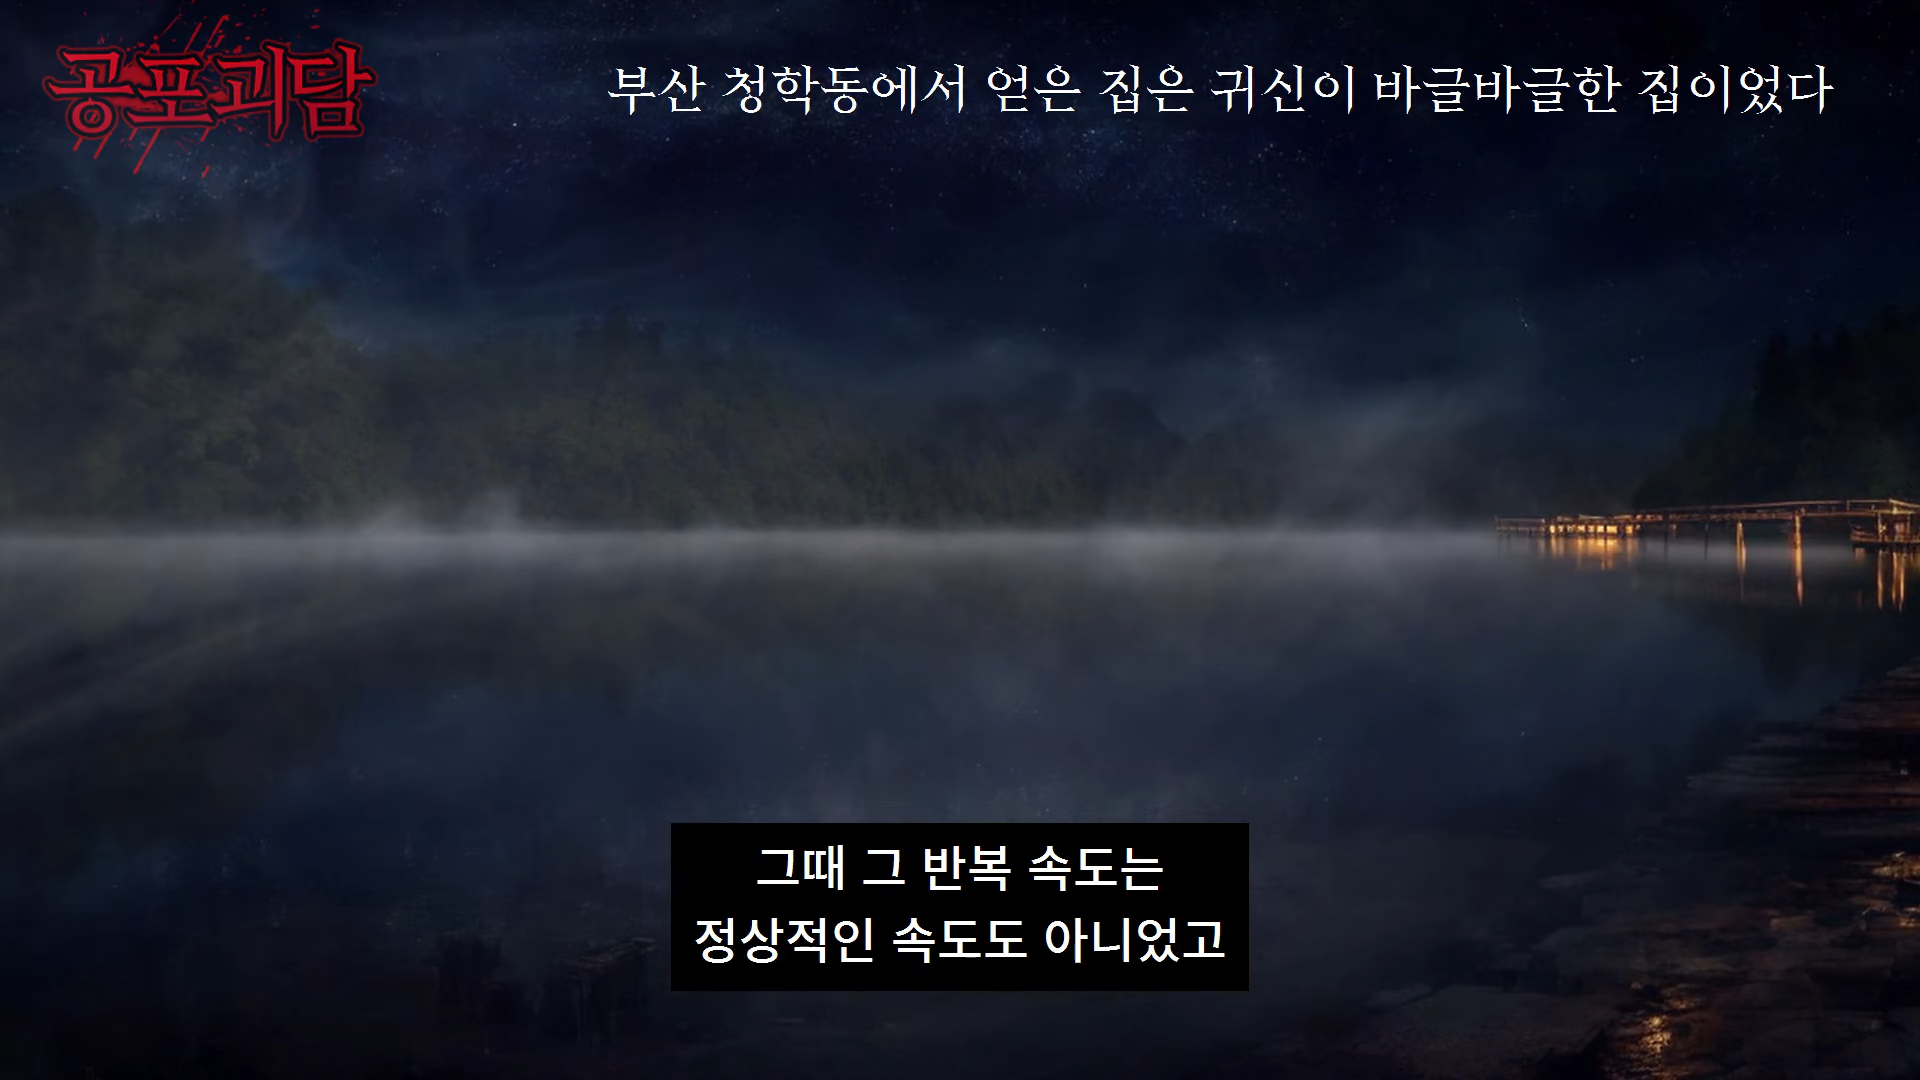 공포괴담
부산 청학동에서 얻은 집은 귀신이 바글바글한 집이었다
그때 그 반복 속도는
정상적인 속도도 아니었고